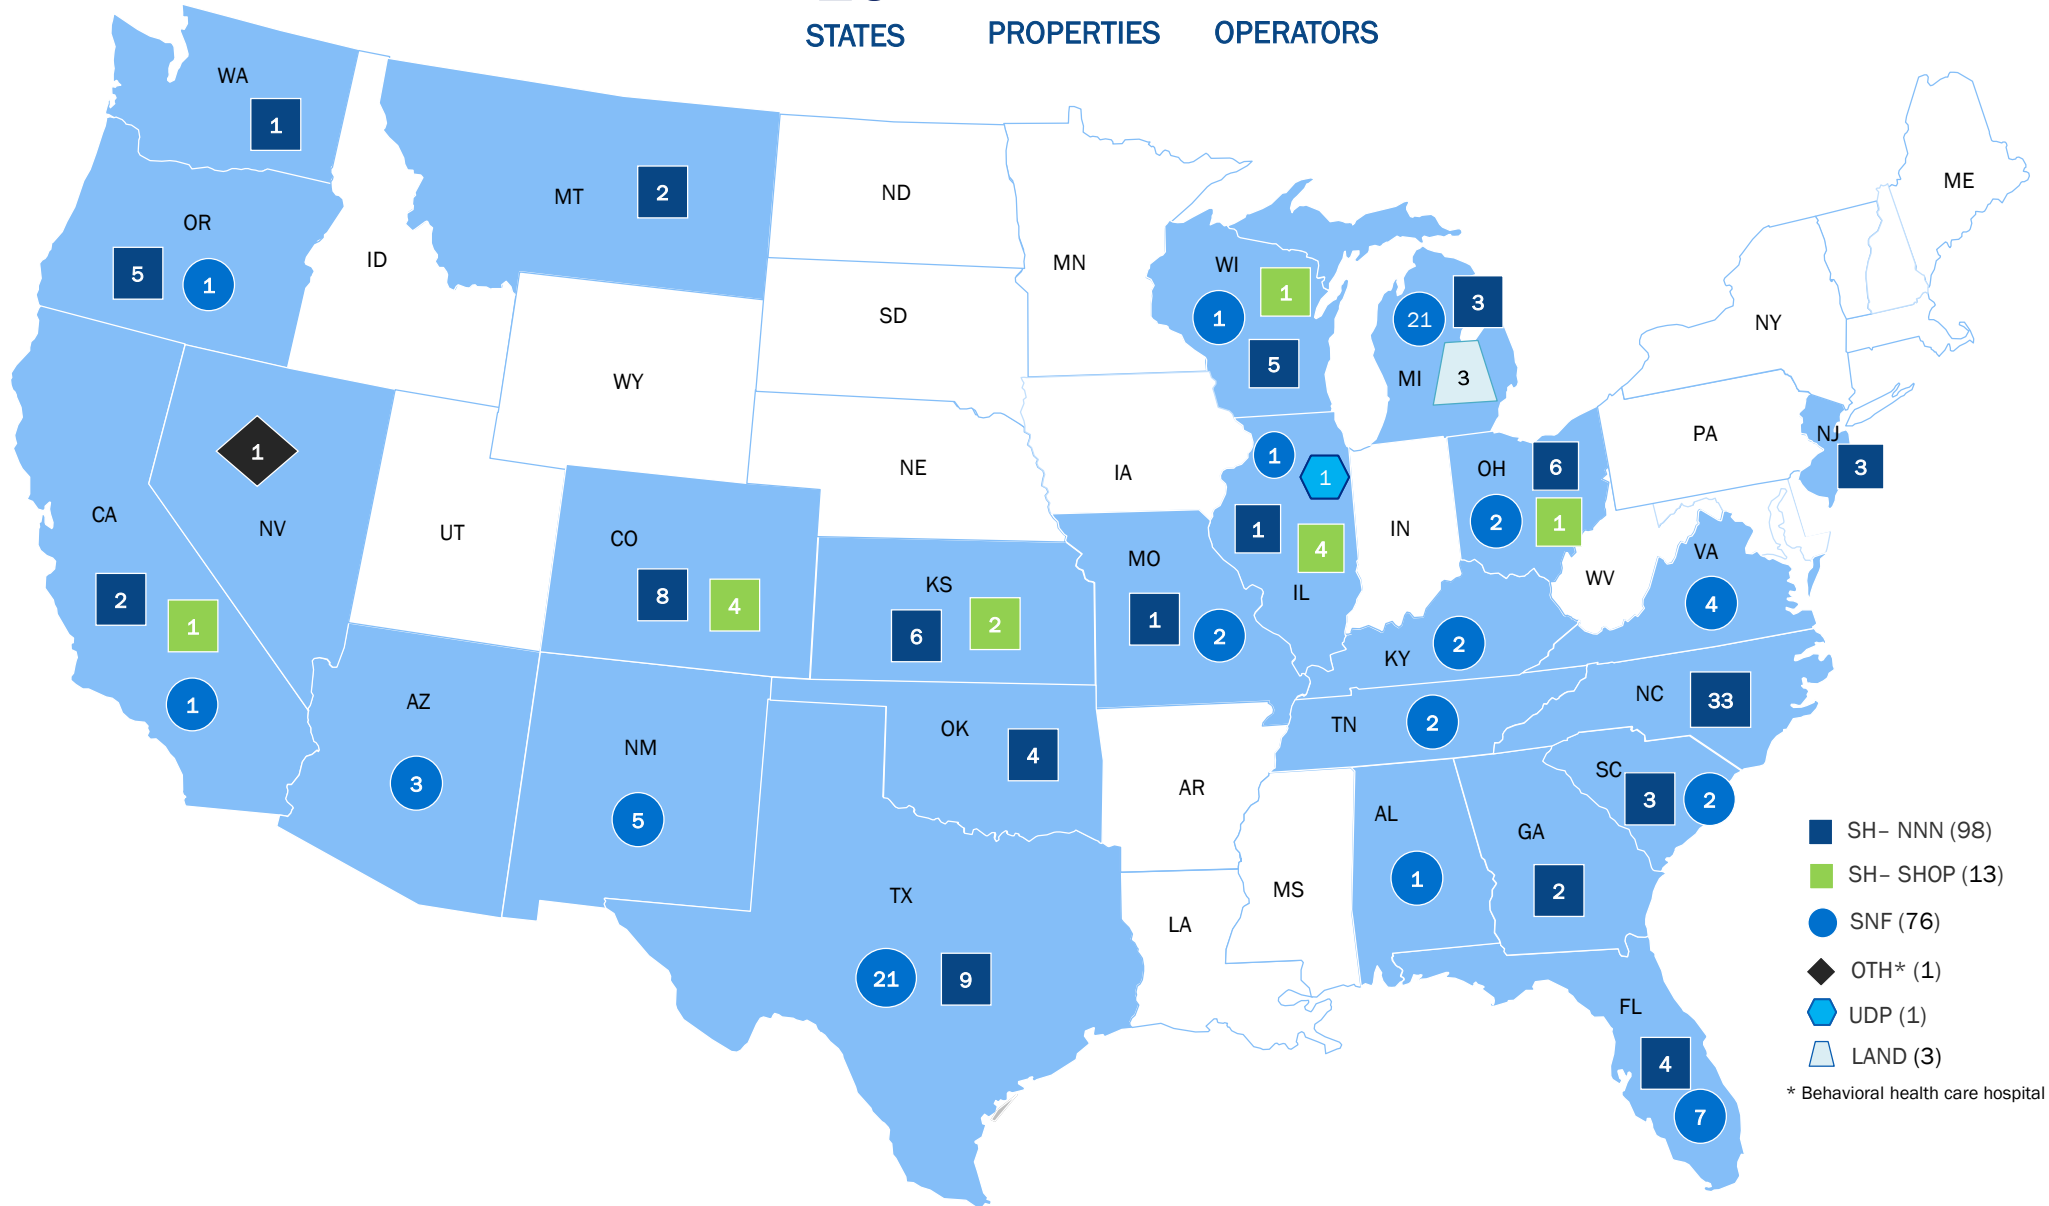 STATES PROPERTIES OPERATORS
WA
1
MT
2
ND
MN
ME
OR
5
1
ID
SD
WI
1
1
5
21
3
MI
3
NY
WY
NE
IA
1
1
1
4
IL
IN
OH
6
2
1
PA
NJ
3
1
NV
UT
CA
2
1
1
CO
8
4
KS
6
2
MO
1
2
WV
VA
4
KY
2
AZ
3
NM
5
OK
4
AR
TN
2
NC
33
SC
3
2
TX
21
9
LA
MS
AL
1
GA
2
FL
4
7
SH– NNN (98)
SH– SHOP (13)
SNF (76)
OTH* (1)
UDP (1)
LAND (3)
* Behavioral health care hospital